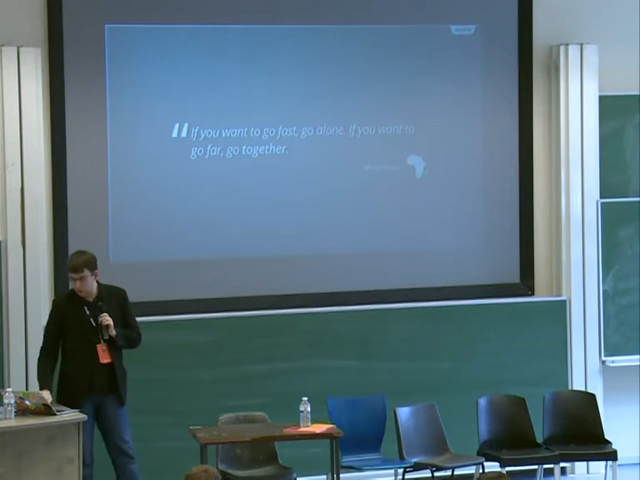 "If you want to go fast, go alone. If you want to
go far, go together.